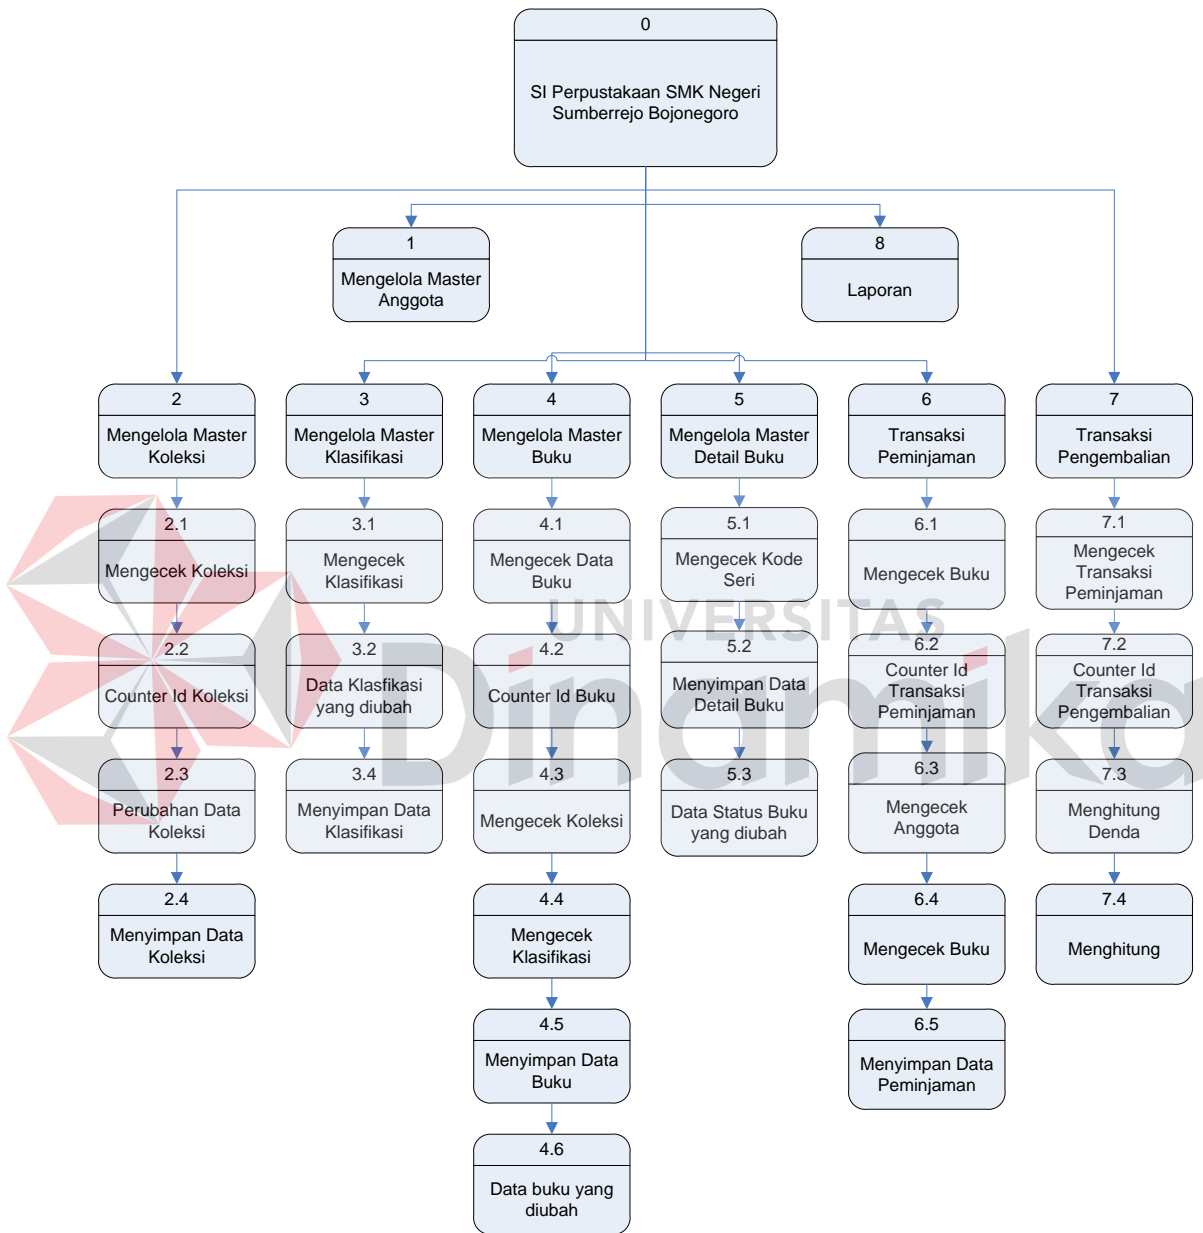 0
SI Perpustakaan SMK Negeri
Sumberrejo Bojonegoro
1
Mengelola Master
Anggota
8
Laporan
2
Mengelola Master
Koleksi
3
Mengelola Master
Klasifikasi
4
Mengelola Master
Buku
5
Mengelola Master
Detail Buku
6
Transaksi
Peminjaman
7
Transaksi
Pengembalian
2.1
Mengecek Koleksi
3.1
Mengecek
Klasifikasi
4.1
Mengecek Data
Buku
5.1
Mengecek Kode
Seri
6.1
Mengecek Buku
7.1
Mengecek
Transaksi
Peminjaman
UNIVERSITAS
Dinamika
2.2
Counter Id Koleksi
3.2
Data Klasfikasi
yang diubah
4.2
Counter Id Buku
5.2
Menyimpan Data
Detail Buku
6.2
Counter Id
Transaksi
Peminjaman
7.2
Counter Id
Transaksi
Pengembalian
2.3
Perubahan Data
Koleksi
3.4
Menyimpan Data
Klasifikasi
4.3
Mengecek Koleksi
5.3
Data Status Buku
yang diubah
6.3
Mengecek
Anggota
7.3
Menghitung
Denda
2.4
Menyimpan Data
Koleksi
4.4
Mengecek
Klasifikasi
6.4
Mengecek Buku
7.4
Menghitung
4.5
Menyimpan Data
Buku
6.5
Menyimpan Data
Peminjaman
4.6
Data buku yang
diubah